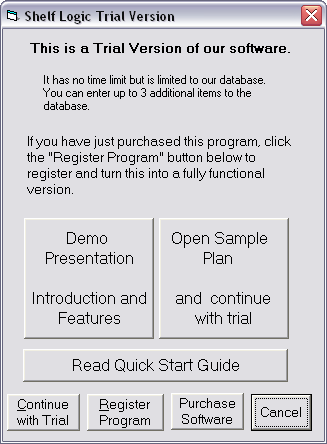 Shelf Logic Trial Version
This is a Trial Version of our software.
It has no time limit but is limited to our database.
You can enter up to 3 additional items to the
database.
If you have just purchased this program, click
the "Register Program" button below to
register and turn this into a fully functional
version.
Demo
Presentation
Introduction and
Features
Open Sample
Plan
and continue
with trial
Read Quick Start Guide
Continue
with Trial
Register
Program
Purchase
Software
Cancel